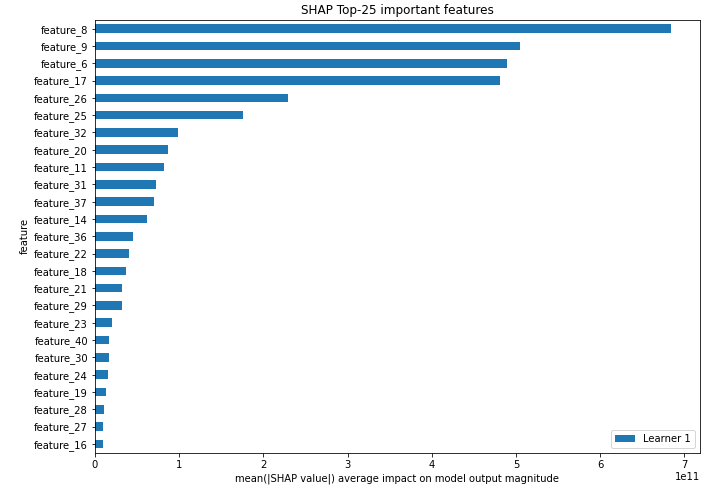 SHAP Top-25 important features
feature_8
feature_9
feature_6
feature_17
feature_26
feature_25
feature_32
feature_20
feature_11
feature_31
feature_37
feature_14
feature_36
feature_22
feature_18
feature_21
feature_29
feature_23
feature_40
feature_30
feature_24
feature_19
feature_28
feature_27
feature_16
feature
Learner 1
0 1 2 3 4 5 6 7
1e11
mean(|SHAP value|) average impact on model output magnitude